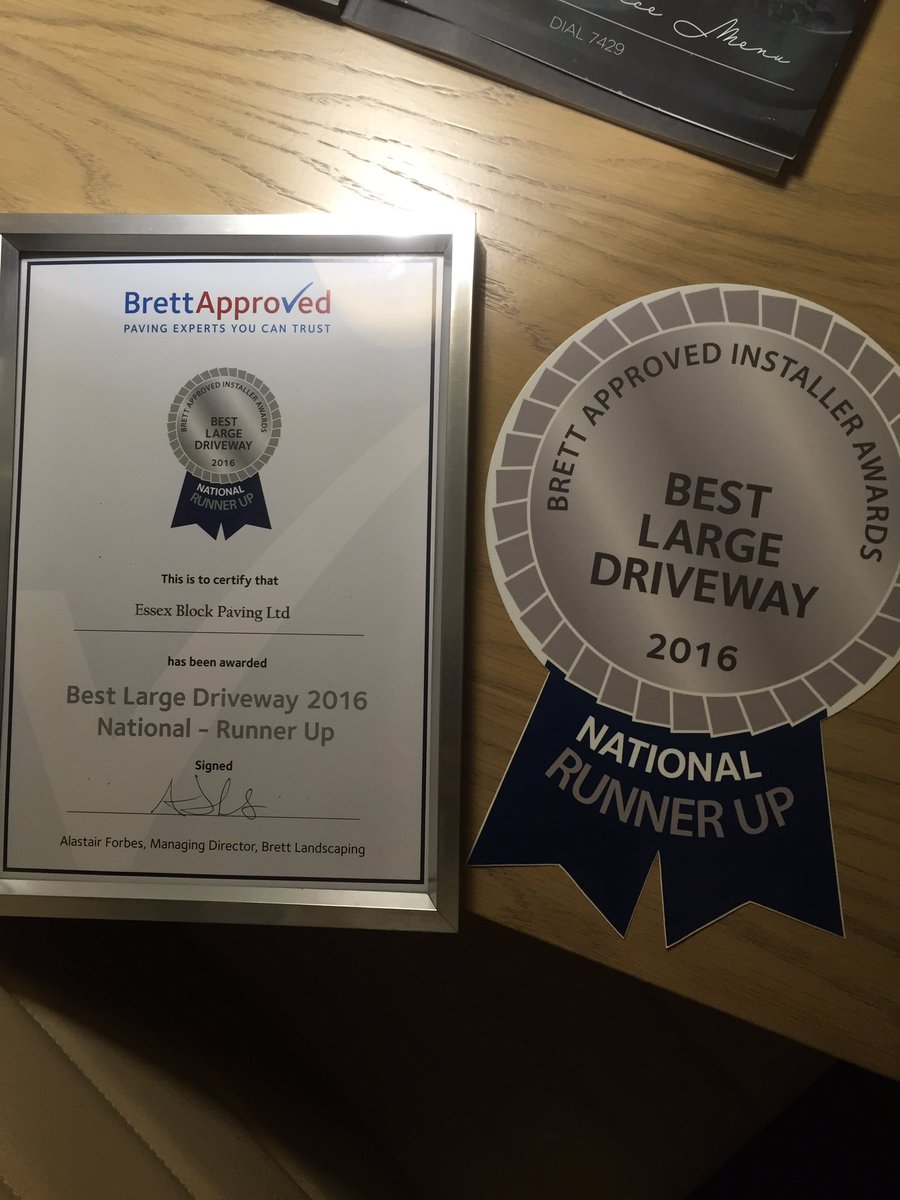 Menu
DIAL 7429
BrettApproved
PAVING EXPERTS YOU CAN TRUST
BRETT APPROVED INSTALLER AWARDS
BEST
LARGE
DRIVEWAY
2016
NATIONAL
RUNNER UP
This is to certify that
Essex Block Paving Ltd
has been awarded
Best Large Driveway 2016
National - Runner Up
Signed
Alastair Forbes, Managing Director, Brett Landscaping
BRETT APPROVED INSTALLER AWARDS
BEST
LARGE
DRIVEWAY
2016
NATIONAL
RUNNER UP